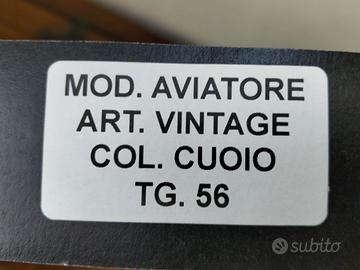 MOD. AVIATORE
ART. VINTAGE
COL. CUOIO
TG. 56
subito